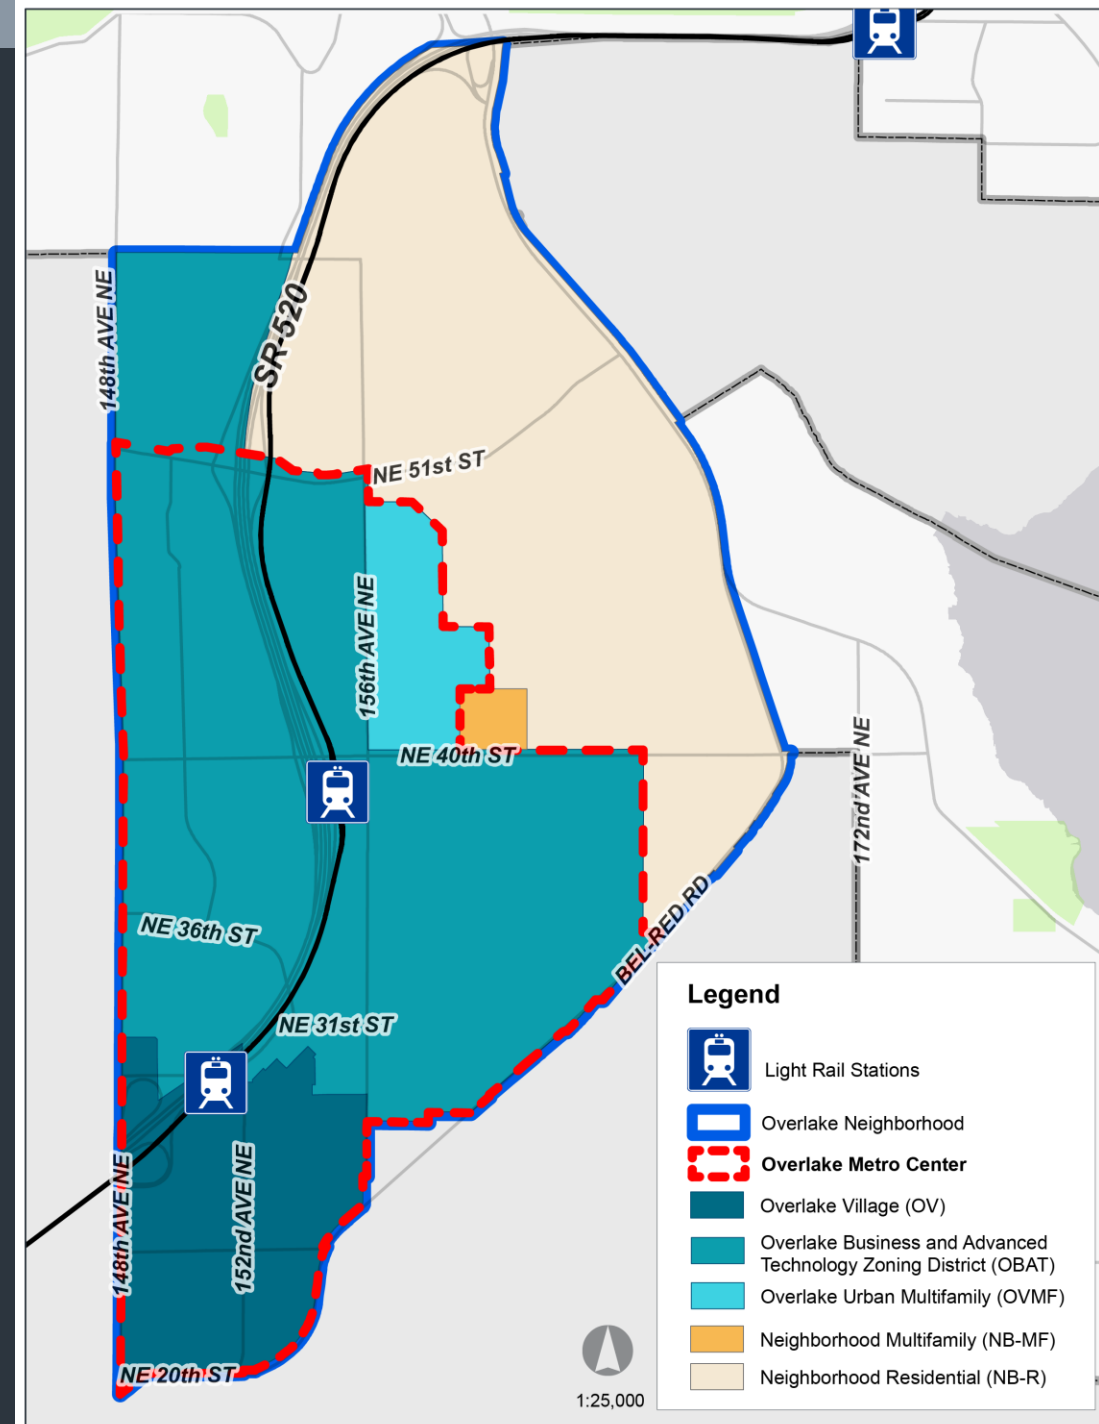 148th AVE NE
SR-520
NE 51st ST
156th AVE NE
NE 40th ST
172nd AVE NE
NE 36th ST
BEL-RED RD
NE 31st ST
148th AVE NE
152nd AVE NE
NE 20th ST
1:25,000
Legend
Light Rail Stations
Overlake Neighborhood
Overlake Metro Center
Overlake Village (OV)
Overlake Business and Advanced
Technology Zoning District (OBAT)
Overlake Urban Multifamily (OVMF)
Neighborhood Multifamily (NB-MF)
Neighborhood Residential (NB-R)